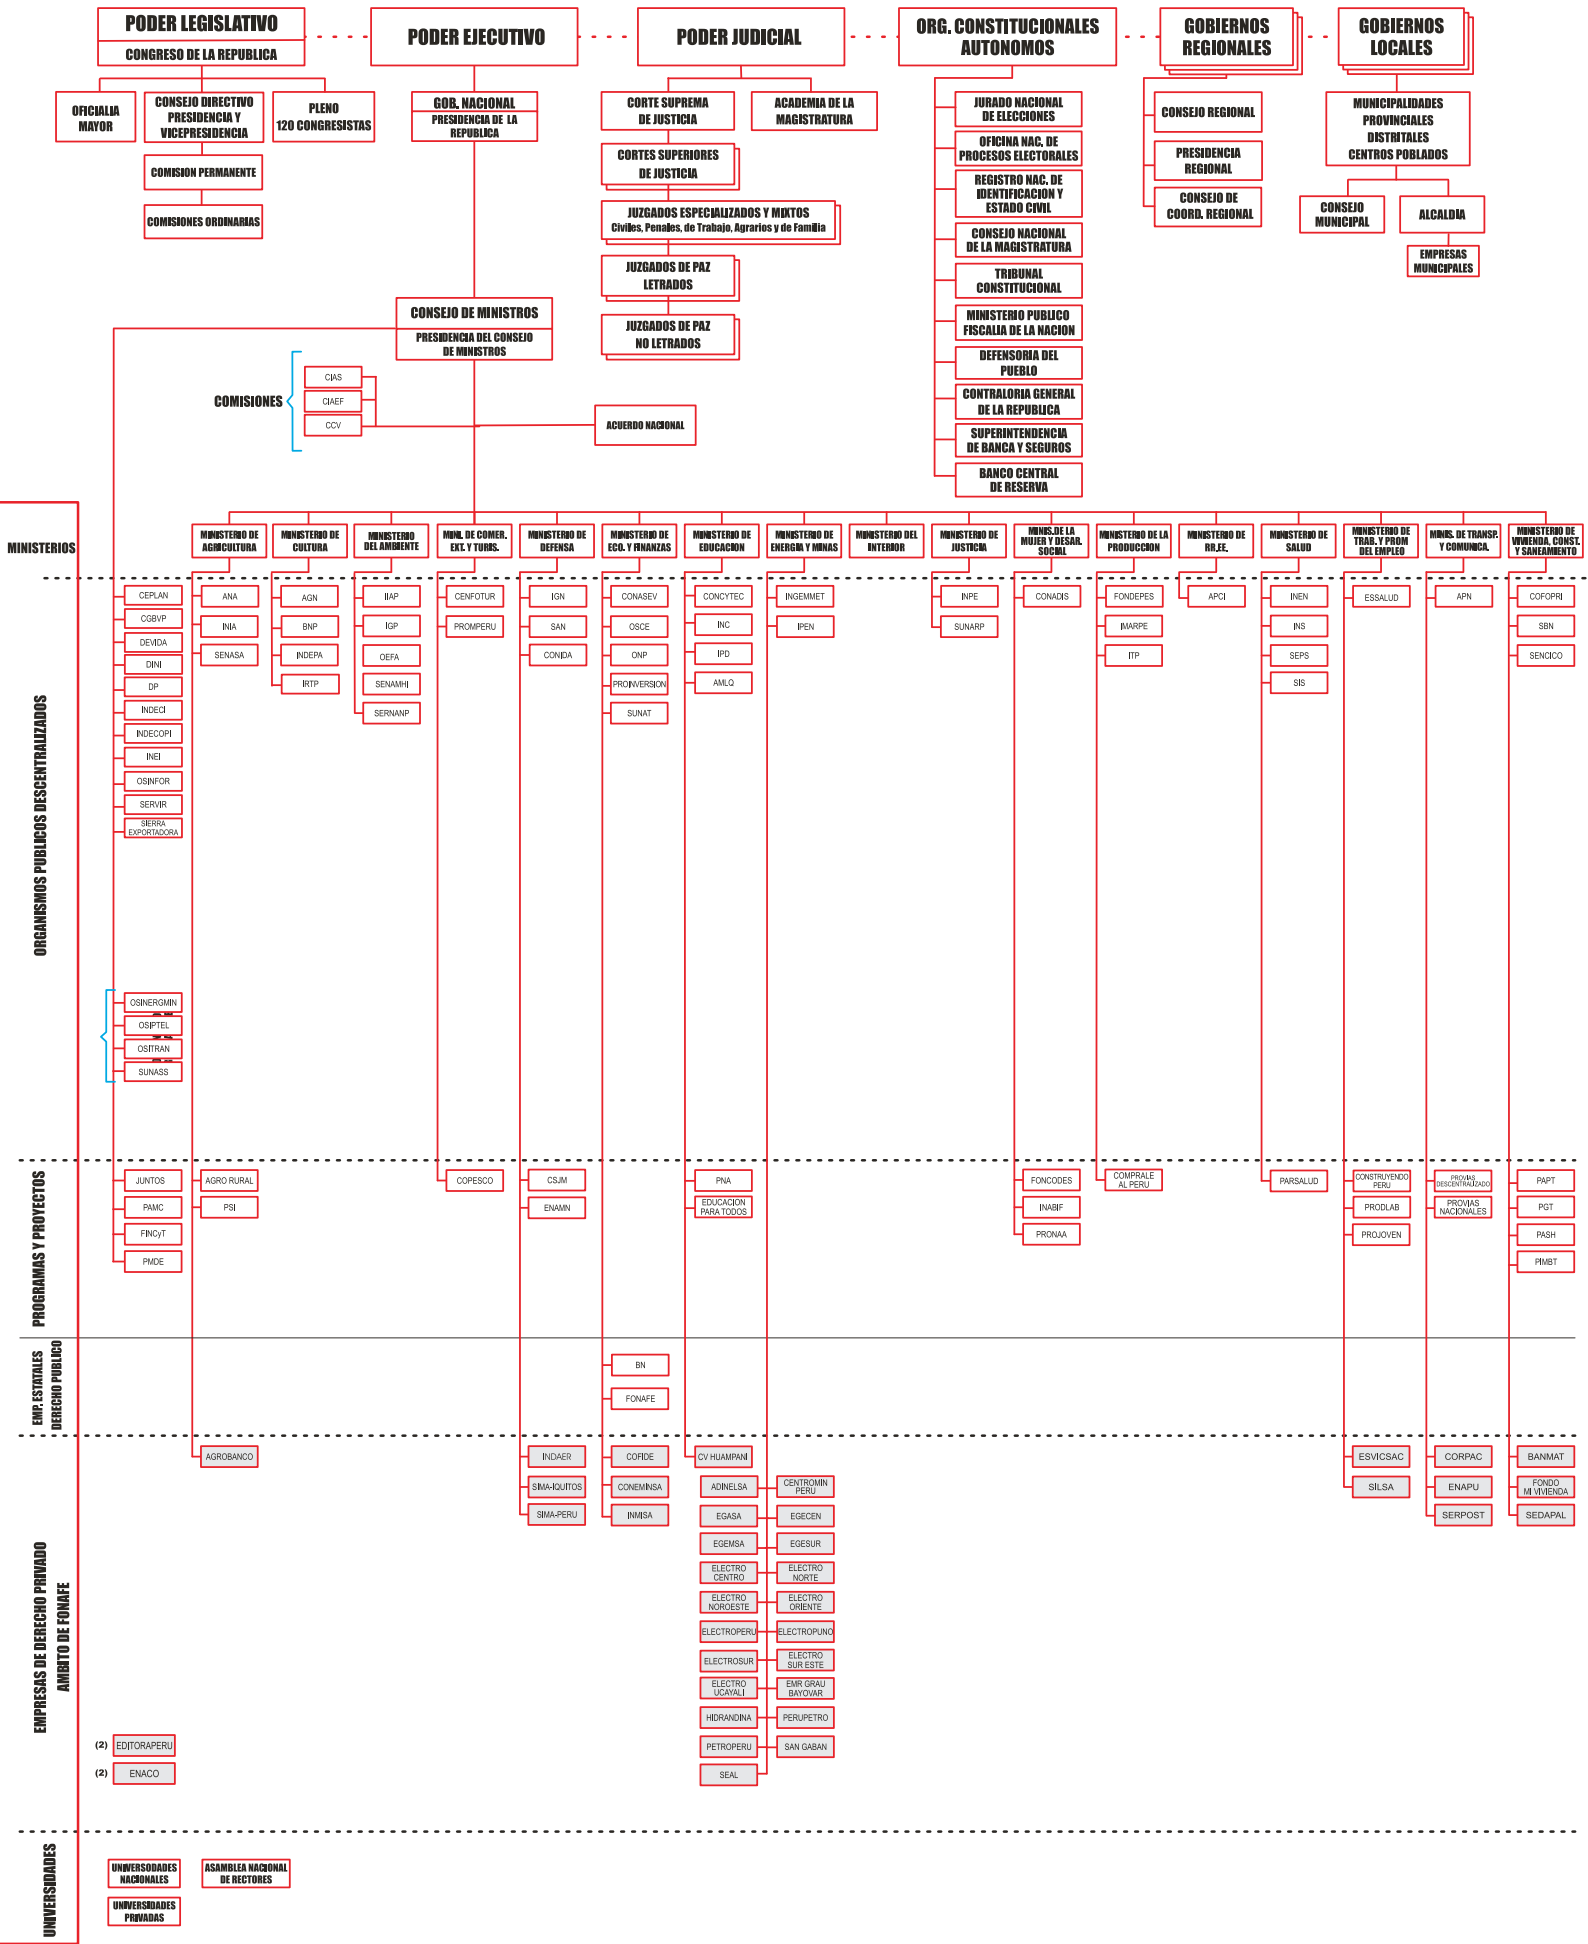 PODER LEGISLATIVO
CONGRESO DE LA REPUBLICA
PODER EJECUTIVO
PODER JUDICIAL
ORG. CONSTITUCIONALES
AUTONOMOS
GOBIERNOS
REGIONALES
GOBIERNOS
LOCALES
OFICIALIA
MAYOR
CONSEJO DIRECTIVO
PRESIDENCIA Y
VICEPRESIDENCIA
PLENO
120 CONGRESISTAS
COMISION PERMANENTE
COMISIONES ORDINARIAS
GOB. NACIONAL
PRESIDENCIA DE LA
REPUBLICA
CORTE SUPREMA
DE JUSTICIA
ACADEMIA DE LA
MAGISTRATURA
CORTES SUPERIORES
DE JUSTICIA
JUZGADOS ESPECIALIZADOS Y MIXTOS
Civiles, Penales, de Trabajo, Agrarios y de Familia
JUZGADOS DE PAZ
LETRADOS
JUZGADOS DE PAZ
NO LETRADOS
JURADO NACIONAL
DE ELECCIONES
OFICINA NAC. DE
PROCESOS ELECTORALES
REGISTRO NAC. DE
IDENTIFICACION Y
ESTADO CIVIL
CONSEJO NACIONAL
DE LA MAGISTRATURA
TRIBUNAL
CONSTITUCIONAL
MINISTERIO PUBLICO
FISCALIA DE LA NACION
DEFENSORIA DEL
PUEBLO
CONTRALORIA GENERAL
DE LA REPUBLICA
SUPERINTENDENCIA
DE BANCA Y SEGUROS
BANCO CENTRAL
DE RESERVA
CONSEJO REGIONAL
PRESIDENCIA
REGIONAL
CONSEJO DE
COORD. REGIONAL
MUNICIPALIDADES
PROVINCIALES
DISTRITALES
CENTROS POBLADOS
CONSEJO
MUNICIPAL
ALCALDIA
EMPRESAS
MUNICIPALES
CONSEJO DE MINISTROS
PRESIDENCIA DEL CONSEJO
DE MINISTROS
COMISIONES
CIAS
CIAEF
CCV
ACUERDO NACIONAL
MINISTERIOS
MINISTERIO DE
AGRICULTURA
MINISTERIO DE
CULTURA
MINISTERIO
DEL AMBIENTE
MINI. DE COMER.
EXT. Y TURIS.
MINISTERIO DE
DEFENSA
MINISTERIO DE
ECO. Y FINANZAS
MINISTERIO DE
EDUCACION
MINISTERIO DE
ENERGIA Y MINAS
MINISTERIO DEL
INTERIOR
MINISTERIO DE
JUSTICIA
MINIS.DE LA
MUJER Y DESAR.
SOCIAL
MINISTERIO DE LA
PRODUCCION
MINISTERIO DE
RR.EE.
MINISTERIO DE
SALUD
MINISTERIO DE
TRAB. Y PROM
DEL EMPLEO
MINIS. DE TRANSP.
Y COMUNICA.
MINISTERIO DE
VIVIENDA, CONST.
Y SANEAMIENTO
ORGANISMOS PUBLICOS DESCENTRALIZADOS
CEPLAN
CGBVP
DEVIDA
DINI
DP
INDECI
INDECOPI
INEI
OSINFOR
SERVIR
SIERRA
EXPORTADORA
OSINERGMIN
OSIPTEL
OSITRAN
SUNASS
ANA
INIA
SENASA
AGN
BNP
INDEPA
IRTP
IIAP
IGP
OEFA
SENAMHI
SERNANP
CENFOTUR
PROMPERU
IGN
SAN
CONIDA
CONASEV
OSCE
ONP
PROINVERSION
SUNAT
CONCYTEC
INC
IPD
AMLQ
INGEMMET
IPEN
INPE
SUNARP
CONADIS
FONDEPES
IMARPE
ITP
APCI
INEN
INS
SEPS
SIS
ESSALUD
APN
COFOPRI
SBN
SENCICO
PROGRAMAS Y PROYECTOS
JUNTOS
PAMC
FINCyT
PMDE
AGRO RURAL
PSI
COPESCO
CSJM
ENAMN
PNA
EDUCACION
PARA TODOS
FONCODES
INABIF
PRONAA
COMPRALE
AL PERU
PARSALUD
CONSTRUYENDO
PERU
PRODLAB
PROJOVEN
PROVIAS
DESCENTRALIZADO
PROVIAS
NACIONALES
PAPT
PGT
PASH
PIMBT
EMP. ESTATALES
DERECHO PUBLICO
BN
FONAFE
EMPRESAS DE DERECHO PRIVADO
AMBITO DE FONAFE
AGROBANCO
INDAER
SIMA-IQUITOS
SIMA-PERU
COFIDE
CONEMINSA
INMISA
CV HUAMPANI
ADINELSA
CENTROMIN
PERU
EGASA
EGECEN
EGEMSA
EGESUR
ELECTRO
CENTRO
ELECTRO
NORTE
ELECTRO
NOROESTE
ELECTRO
ORIENTE
ELECTROPERU
ELECTROPUNO
ELECTROSUR
ELECTRO
SUR ESTE
ELECTRO
UCAYALI
EMR GRAU
BAYOVAR
HIDRANDINA
PERUPETRO
PETROPERU
SAN GABAN
SEAL
ESVICSAC
SILSA
CORPAC
ENAPU
SERPOST
BANMAT
FONDO
MI VIVIENDA
SEDAPAL
(2) EDITORAPERU
(2) ENACO
UNIVERSIDADES
UNIVERSODADES
NACIONALES
ASAMBLEA NACIONAL
DE RECTORES
UNIVERSIDADES
PRIVADAS